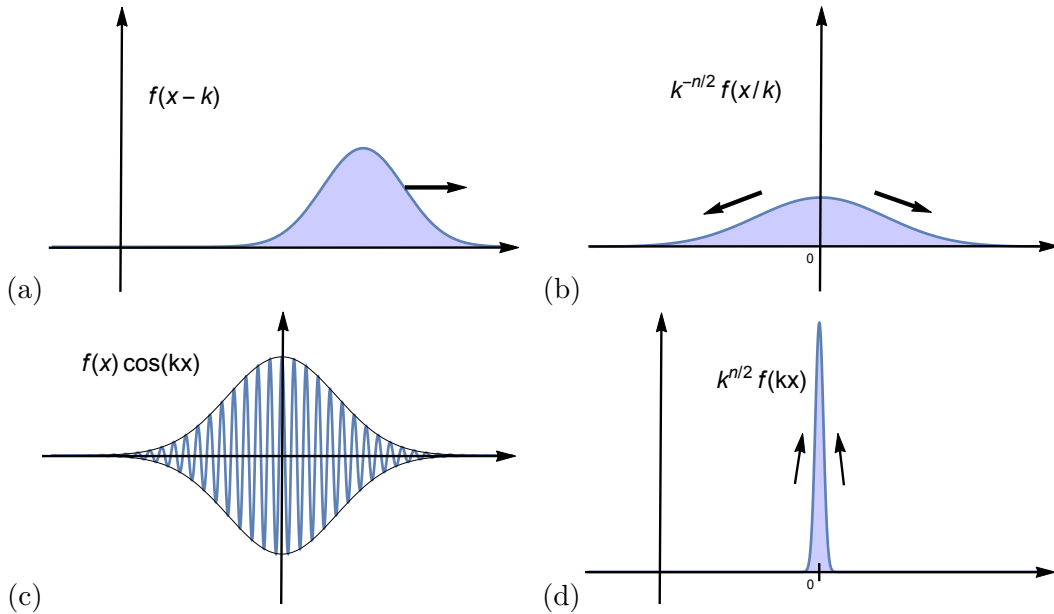 f(x − k)
(a)
k^{−n/2} f(x/k)
0
(b)
f(x) cos(kx)
(c)
k^{n/2} f(kx)
0
(d)